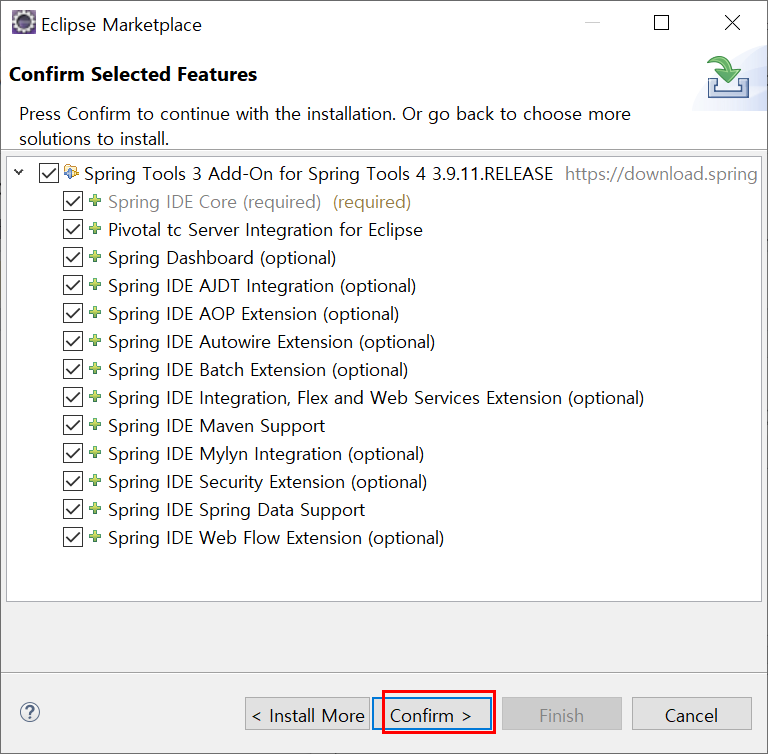 Eclipse Marketplace
Confirm Selected Features
Press Confirm to continue with the installation. Or go back to choose more
solutions to install.
Spring Tools 3 Add-On for Spring Tools 4 3.9.11.RELEASE https://download.spring
Spring IDE Core (required) (required)
Pivotal tc Server Integration for Eclipse
Spring Dashboard (optional)
Spring IDE AJDT Integration (optional)
Spring IDE AOP Extension (optional)
Spring IDE Autowire Extension (optional)
Spring IDE Batch Extension (optional)
Spring IDE Integration, Flex and Web Services Extension (optional)
Spring IDE Maven Support
Spring IDE Mylyn Integration (optional)
Spring IDE Security Extension (optional)
Spring IDE Spring Data Support
Spring IDE Web Flow Extension (optional)
? < Install More Confirm > Finish Cancel